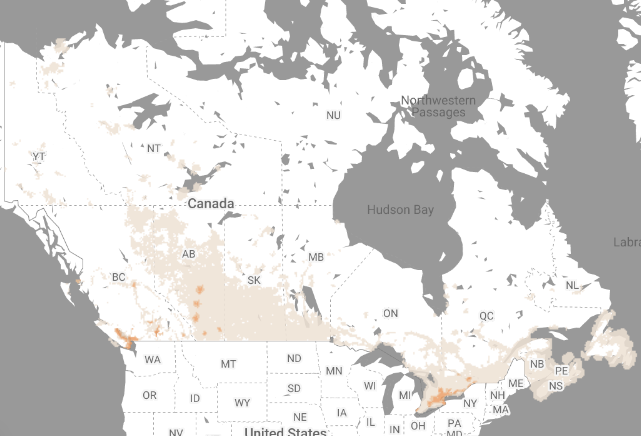 Northwestern
Passages
NU
YT
NT
Canada
Hudson Bay
Labra
AB
BC
SK
MB
ON
QC
NL
WA
MT
ND
MN
WI
MI
NB
PE
NS
ME
OR
ID
WY
SD
NE
IA
IL
IN
OH
NY
PA
NH
MA
NV
United States
MD